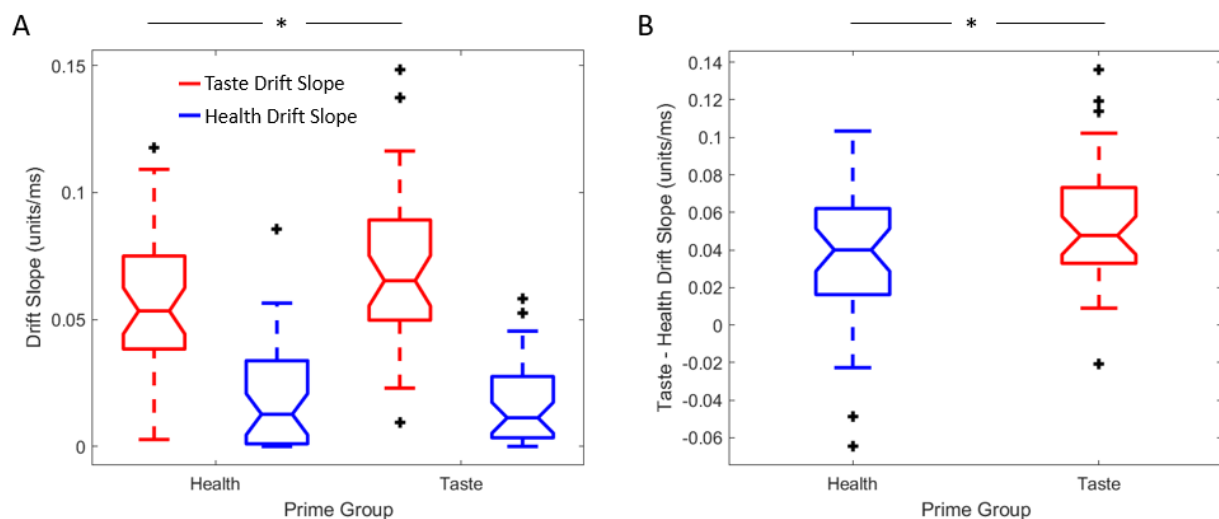 A
*
0.15
0.1
0.05
0
Drift Slope (units/ms)
Taste Drift Slope
Health Drift Slope
Health
Taste
Prime Group
B
*
0.14
0.12
0.1
0.08
0.06
0.04
0.02
0
-0.02
-0.04
-0.06
Taste - Health Drift Slope (units/ms)
Health
Taste
Prime Group